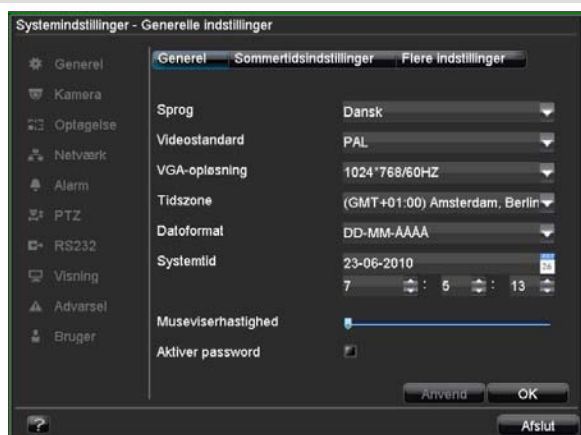 Systemindstillinger - Generelle indstillinger
Generel
Kamera
Optagelse
Netværk
Alarm
PTZ
RS232
Visning
Advarsel
Bruger
Generel Sommertidsindstillinger Flere indstillinger
Sprog Dansk
Videostandard PAL
VGA-opløsning 1024*768/60HZ
Tidszone (GMT+01:00) Amsterdam, Berlin
Datoformat DD-MM-ÅÅÅÅ
Systemtid 23-06-2010
26
7 : 5 : 13
Museviserhastighed
Aktiver password
Anvend OK
? Afslut